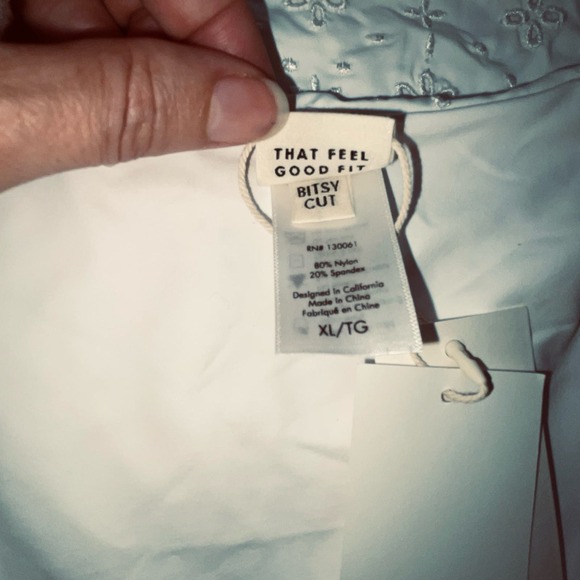 THAT FEEL
GOOD FIT
BITSY
CUT
RN# 130061
80% Nylon
20% Spandex
Designed in California
Made in China
Fabriqué en Chine
XL/TG